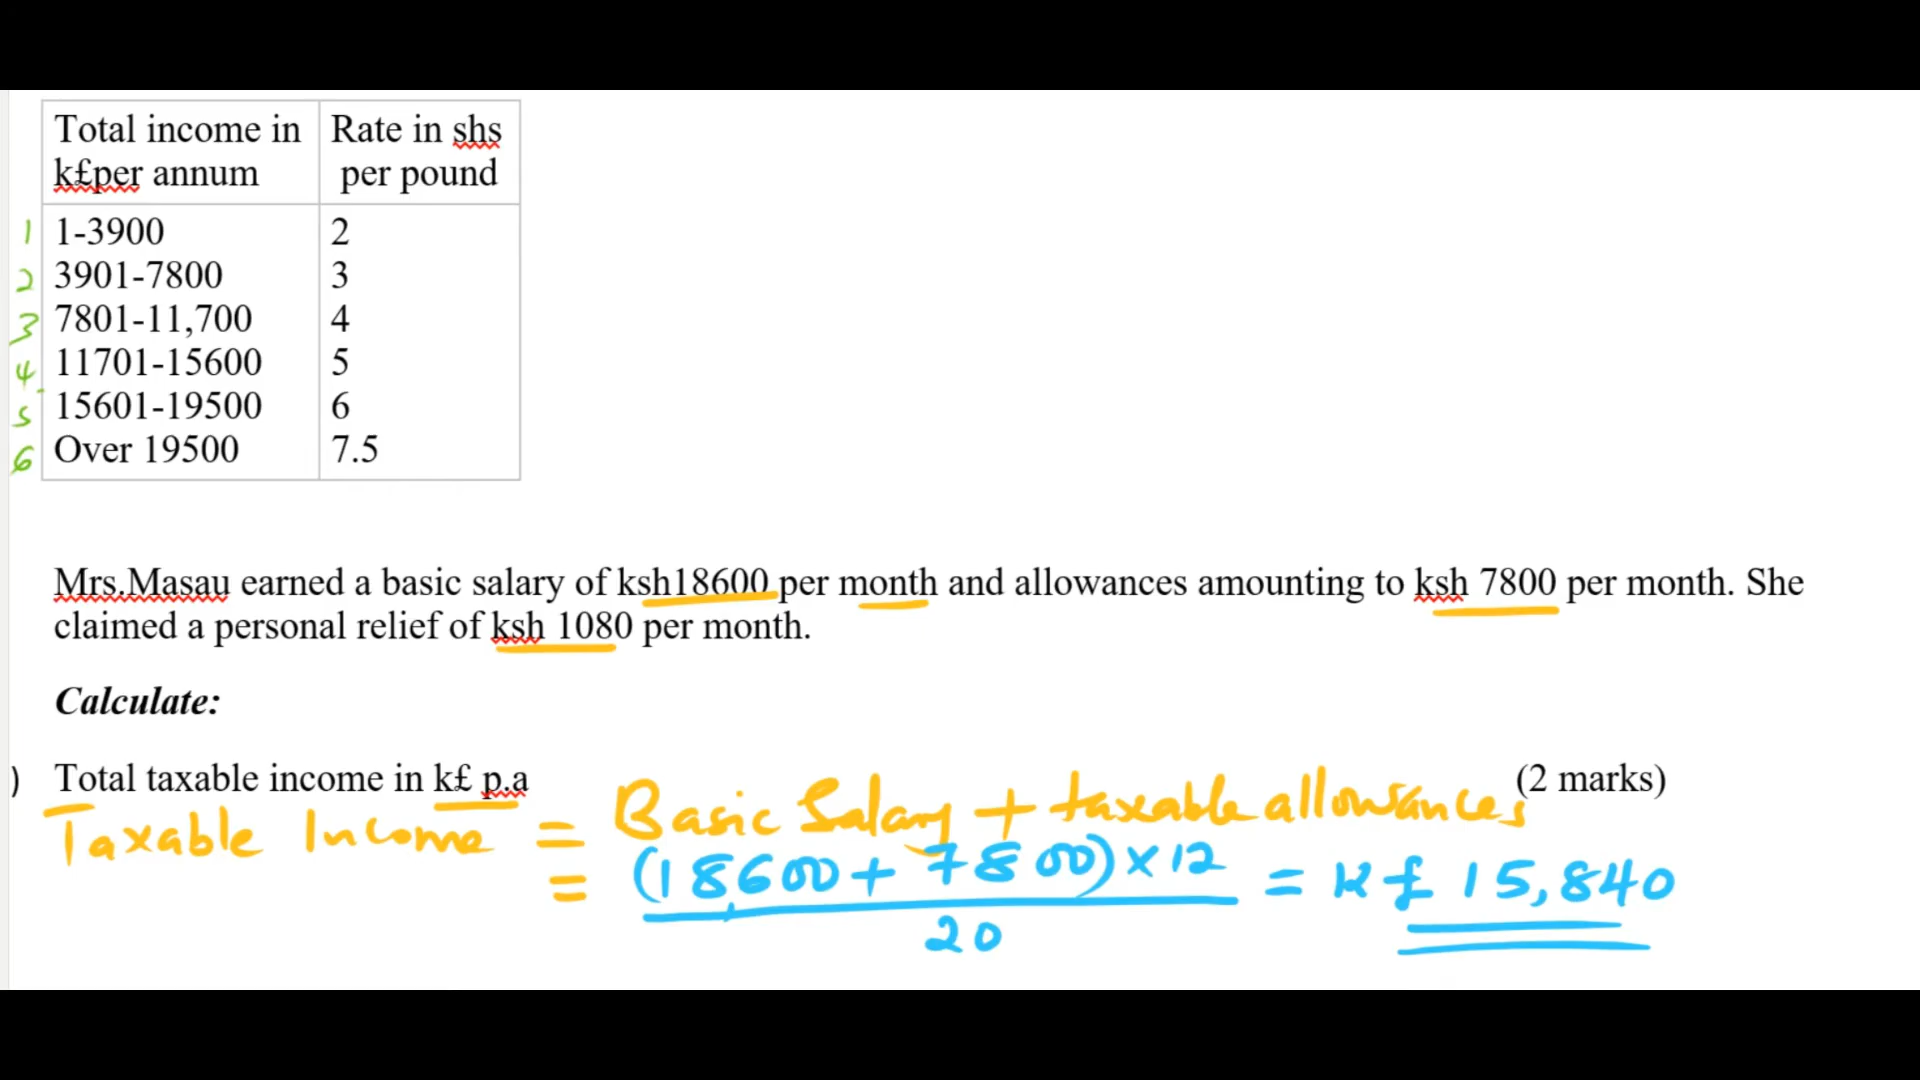 Total income in k£per annum Rate in shs per pound
1 1-3900 2
2 3901-7800 3
3 7801-11,700 4
4 11701-15600 5
5 15601-19500 6
6 Over 19500 7.5
Mrs.Masau earned a basic salary of ksh18600 per month and allowances amounting to ksh 7800 per month. She
claimed a personal relief of ksh 1080 per month.
Calculate:
) Total taxable income in k£ p.a (2 marks)
Taxable Income = Basic Salary + taxable allowances
= (18,600 + 7800) × 12 = K£ 15,840
20